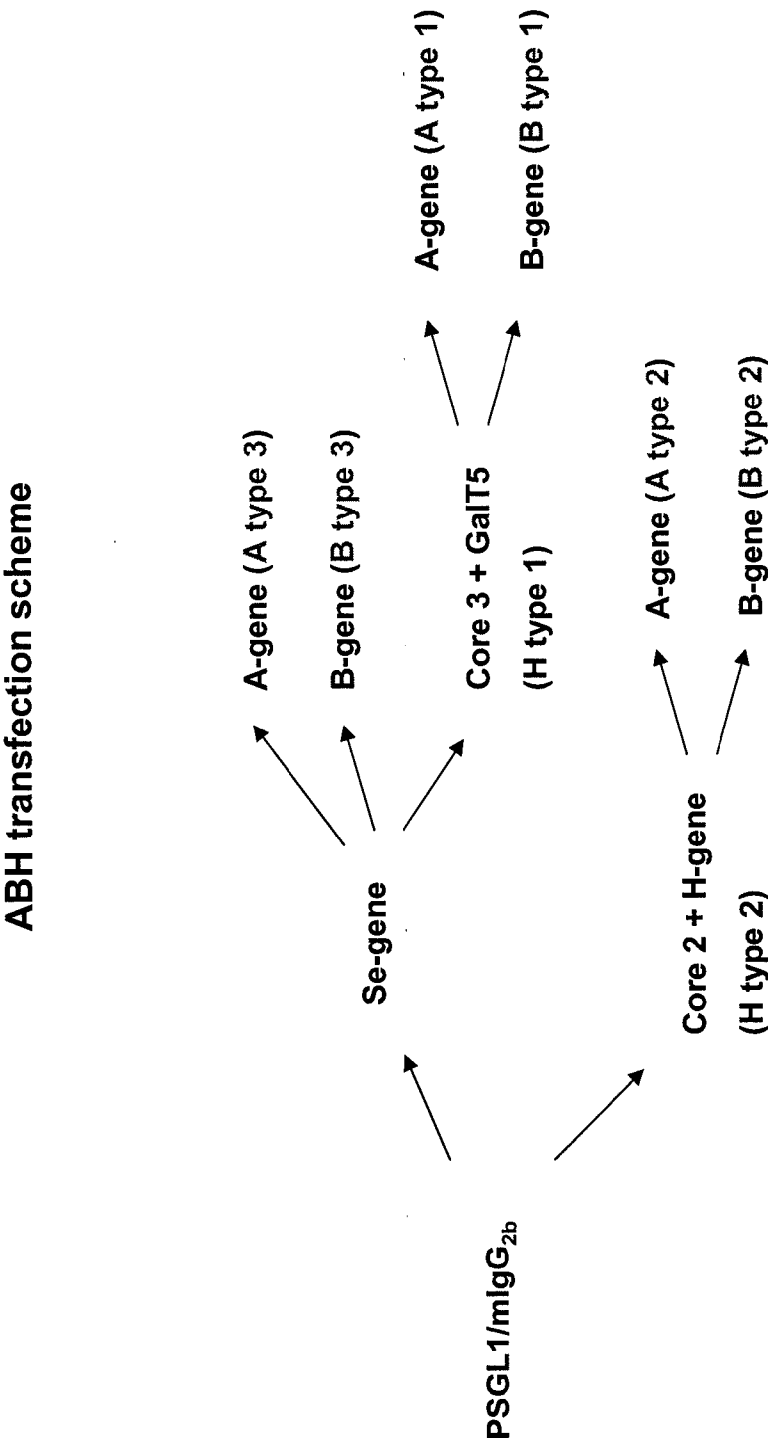 ABH transfection scheme
PSGL1/mIgG2b
Se-gene
A-gene (A type 3)
B-gene (B type 3)
Core 3 + GalT5
(H type 1)
A-gene (A type 1)
B-gene (B type 1)
Core 2 + H-gene
(H type 2)
A-gene (A type 2)
B-gene (B type 2)